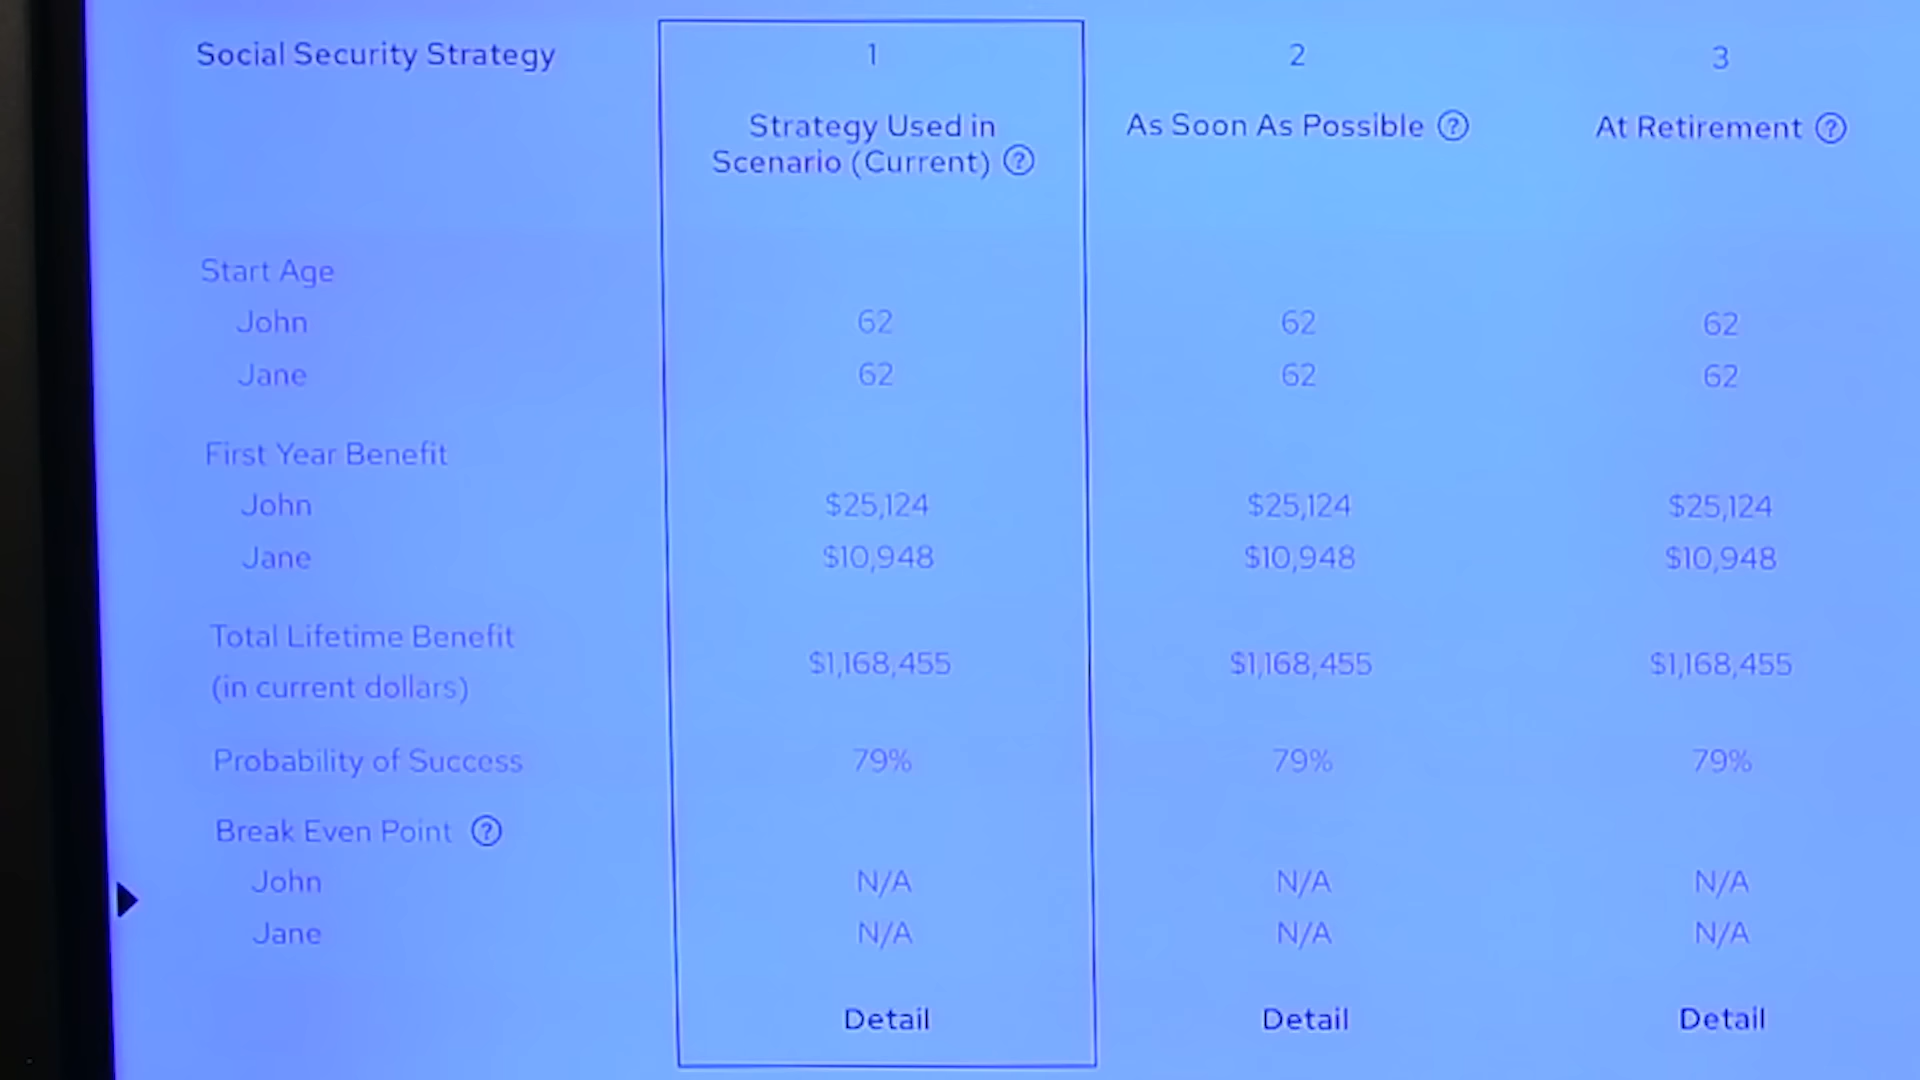 Social Security Strategy 1 2 3
Strategy Used in Scenario (Current) ? As Soon As Possible ? At Retirement ?
Start Age
John 62 62 62
Jane 62 62 62
First Year Benefit
John $25,124 $25,124 $25,124
Jane $10,948 $10,948 $10,948
Total Lifetime Benefit
(in current dollars) $1,168,455 $1,168,455 $1,168,455
Probability of Success 79% 79% 79%
Break Even Point ?
John N/A N/A N/A
Jane N/A N/A N/A
Detail Detail Detail